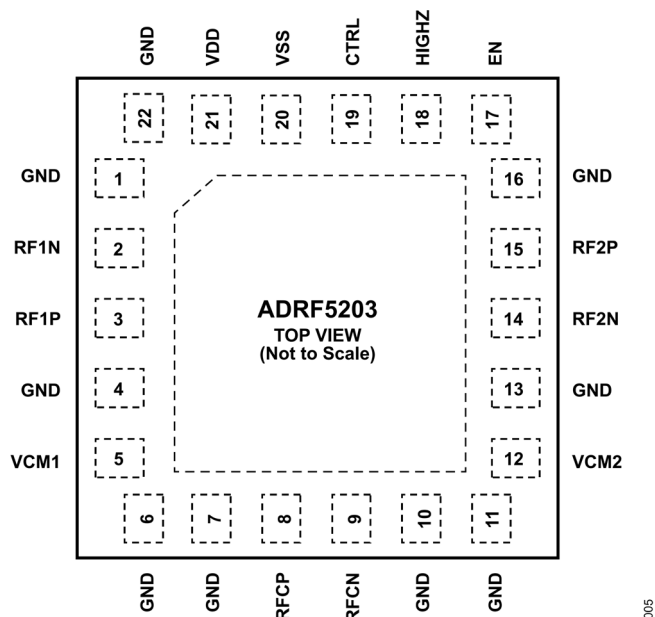 GND
VDD
VSS
CTRL
HIGHZ
EN
22
21
20
19
18
17
GND
1
16
GND
RF1N
2
15
RF2P
RF1P
3
14
RF2N
ADRF5203
TOP VIEW
(Not to Scale)
GND
4
13
GND
VCM1
5
12
VCM2
6
7
8
9
10
11
GND
GND
RFCP
RFCN
GND
GND
005